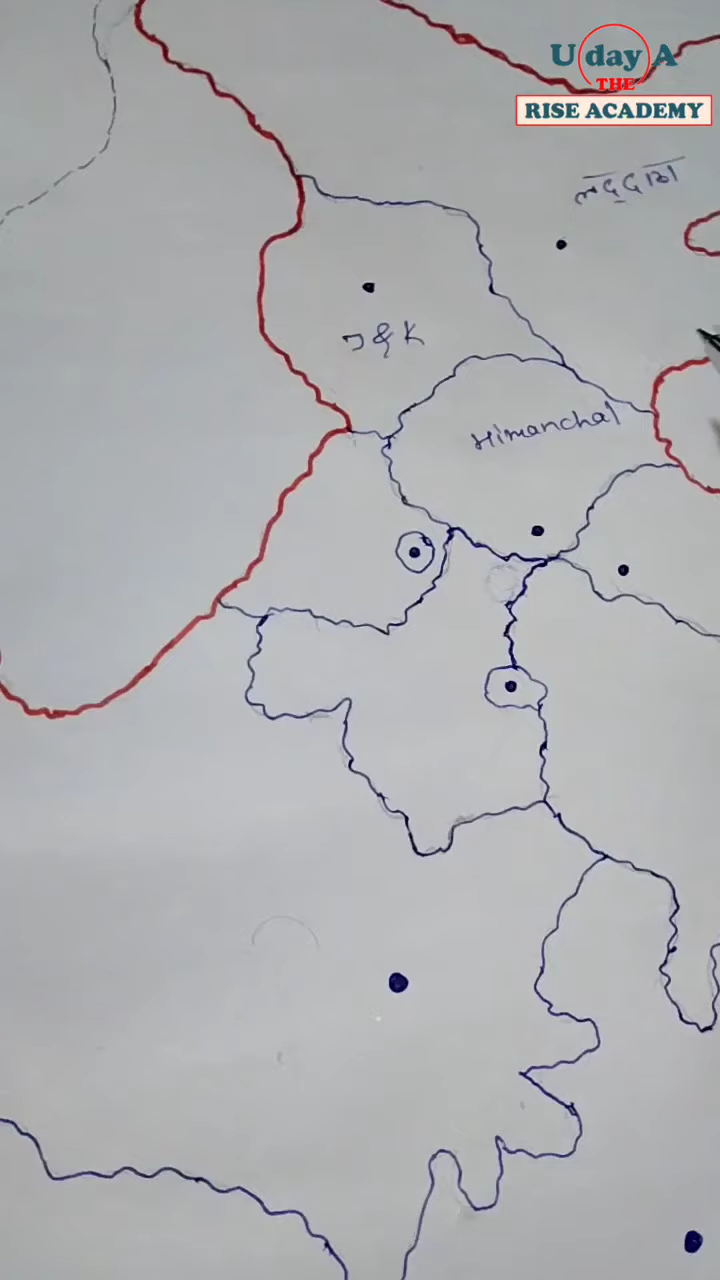 U day A
THE
RISE ACADEMY
लद्दाख
J & K
Himanchal